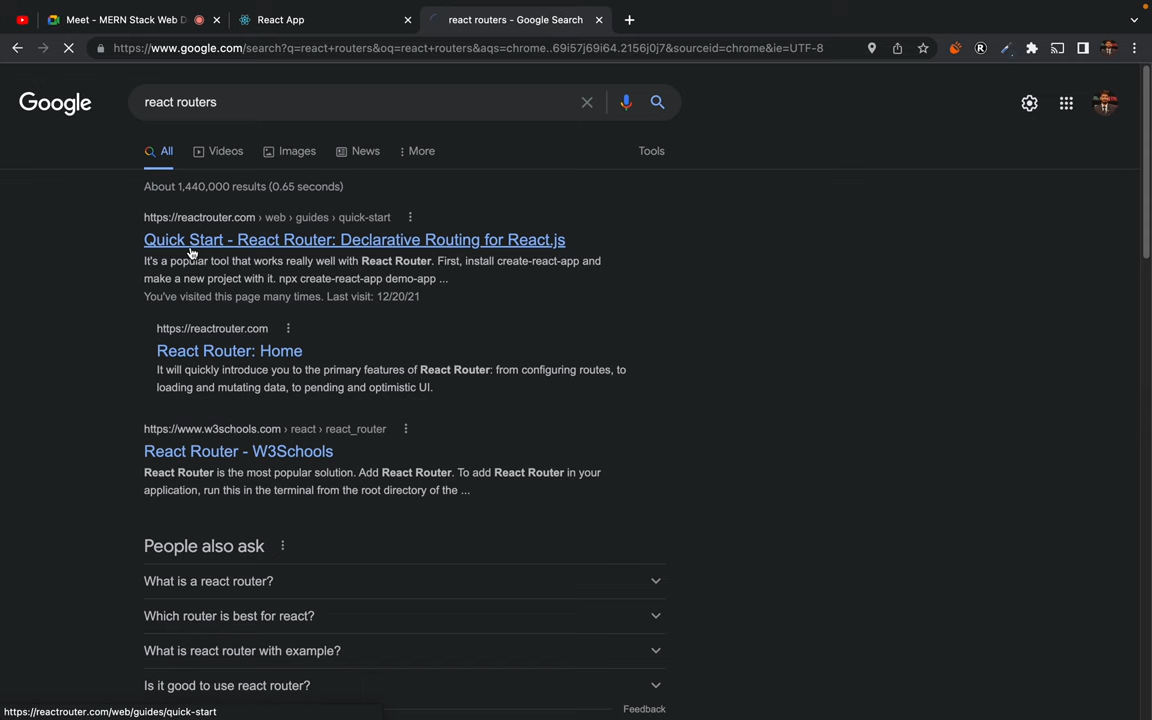 Meet - MERN Stack Web D
React App
react routers - Google Search
https://www.google.com/search?q=react+routers&oq=react+routers&aqs=chrome..69i57j69i64.2156j0j7&sourceid=chrome&ie=UTF-8
Google
react routers
All
Videos
Images
News
More
Tools
About 1,440,000 results (0.65 seconds)
https://reactrouter.com › web › guides › quick-start
Quick Start - React Router: Declarative Routing for React.js
It's a popular tool that works really well with React Router. First, install create-react-app and
make a new project with it. npx create-react-app demo-app ...
You've visited this page many times. Last visit: 12/20/21
https://reactrouter.com
React Router: Home
It will quickly introduce you to the primary features of React Router: from configuring routes, to
loading and mutating data, to pending and optimistic UI.
https://www.w3schools.com › react › react_router
React Router - W3Schools
React Router is the most popular solution. Add React Router. To add React Router in your
application, run this in the terminal from the root directory of the ...
People also ask
What is a react router?
Which router is best for react?
What is react router with example?
Is it good to use react router?
Feedback
https://reactrouter.com/web/guides/quick-start